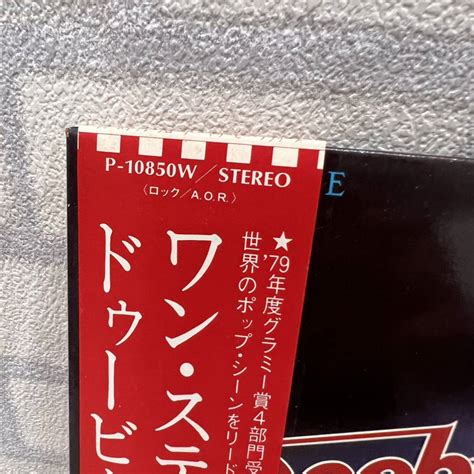 P-10850W/STEREO
(ロック/A.O.R.)
E
★'79年度グラミー賞4部門受
世界のポップ・シーンをリード
ワン・ステ
ドゥービ